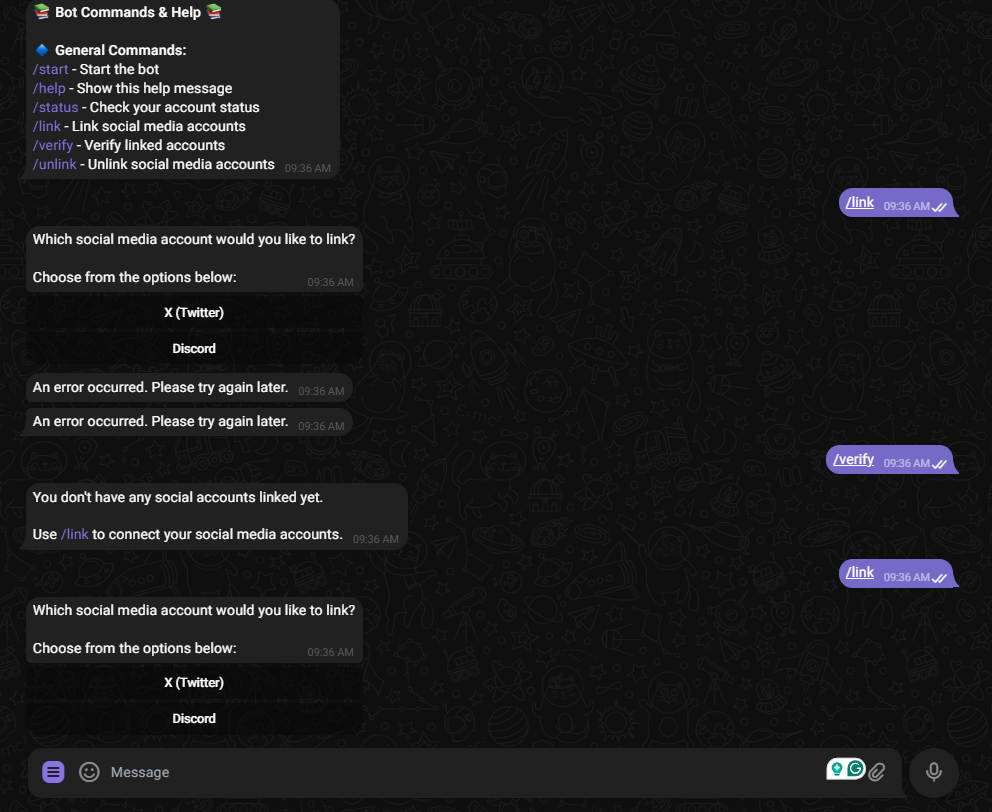 📚 Bot Commands & Help 📚
🔷 General Commands:
/start - Start the bot
/help - Show this help message
/status - Check your account status
/link - Link social media accounts
/verify - Verify linked accounts
/unlink - Unlink social media accounts 09:36 AM
/link 09:36 AM
Which social media account would you like to link?
Choose from the options below: 09:36 AM
X (Twitter)
Discord
An error occurred. Please try again later. 09:36 AM
An error occurred. Please try again later. 09:36 AM
/verify 09:36 AM
You don't have any social accounts linked yet.
Use /link to connect your social media accounts. 09:36 AM
/link 09:36 AM
Which social media account would you like to link?
Choose from the options below: 09:36 AM
X (Twitter)
Discord
Message